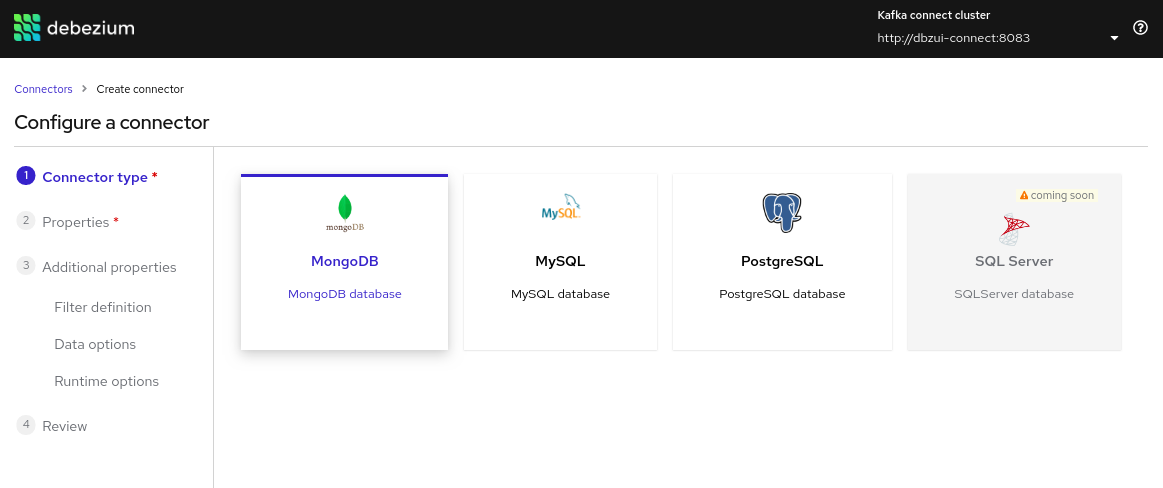 debezium
Kafka connect cluster
http://dbzui-connect:8083
Connectors > Create connector
Configure a connector
1 Connector type *
2 Properties *
3 Additional properties
Filter definition
Data options
Runtime options
4 Review
mongoDB
MongoDB
MongoDB database
MySQL
MySQL
MySQL database
PostgreSQL
PostgreSQL database
coming soon
SQL Server
SQLServer database